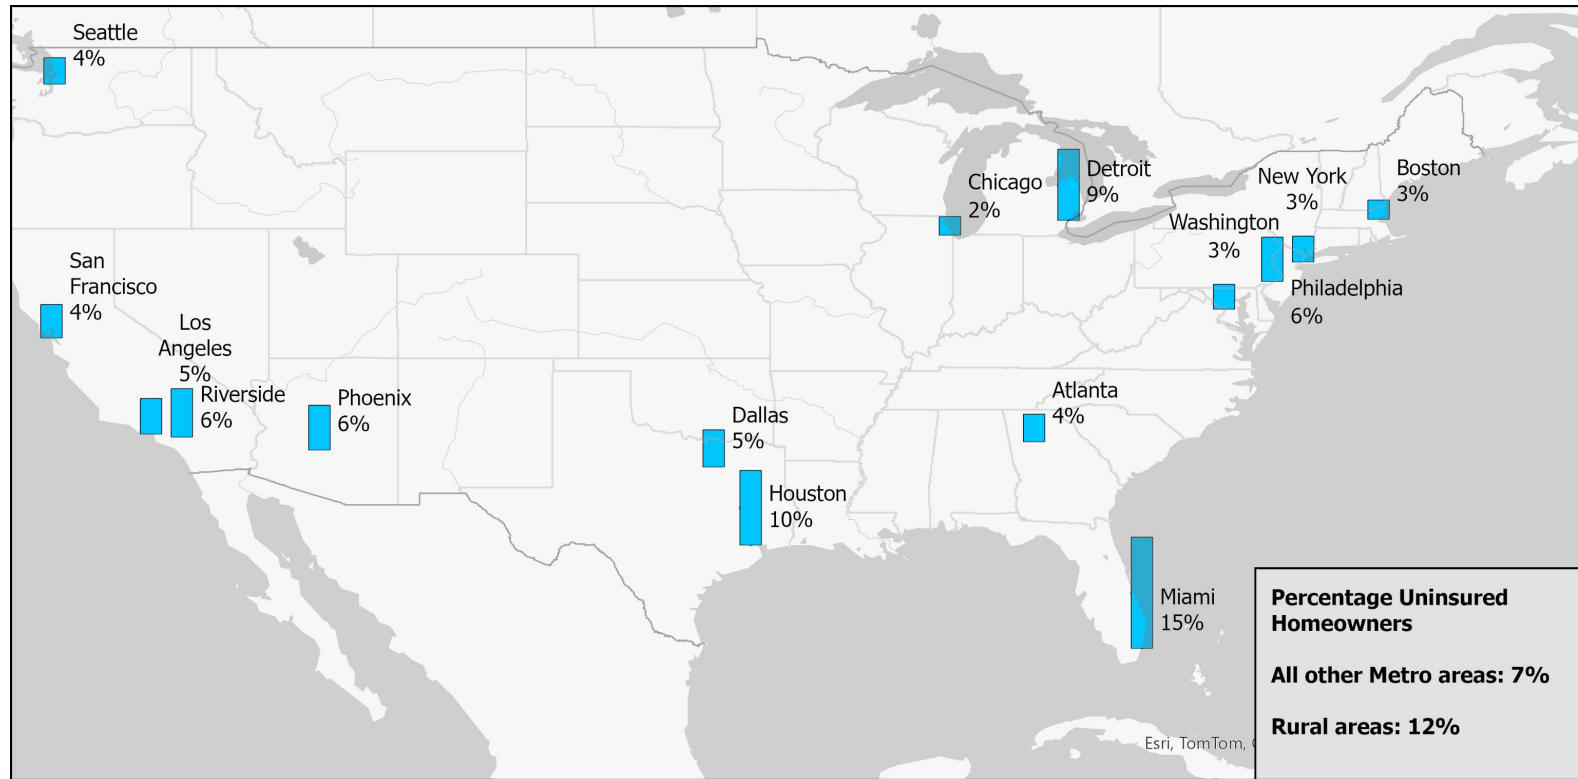 Seattle
4%
San
Francisco
4%
Los
Angeles
5%
Riverside
6%
Phoenix
6%
Dallas
5%
Houston
10%
Chicago
2%
Detroit
9%
Atlanta
4%
Miami
15%
Washington
3%
New York
3%
Boston
3%
Philadelphia
6%
Percentage Uninsured
Homeowners
All other Metro areas: 7%
Rural areas: 12%
Esri, TomTom,